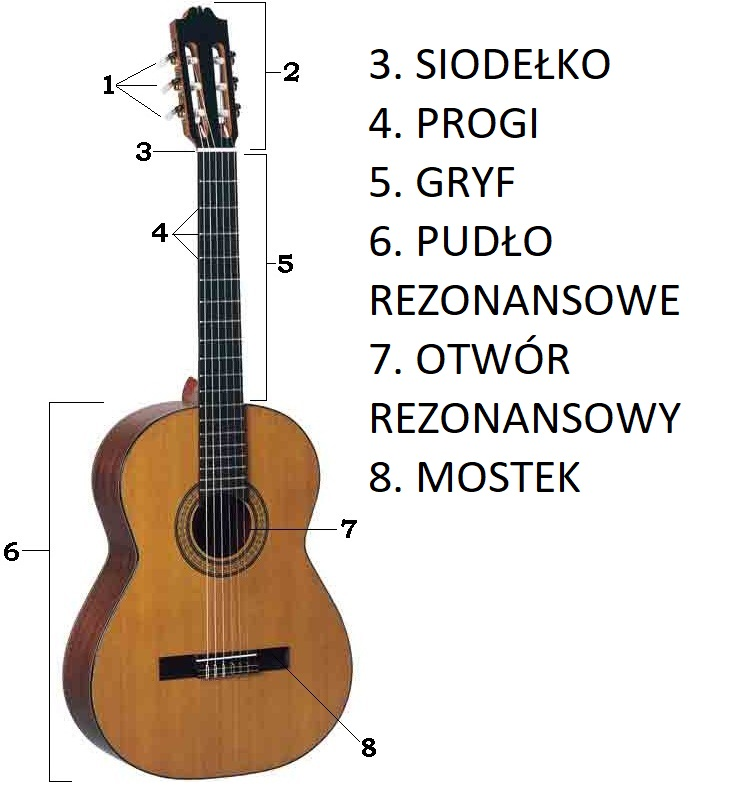 1
2
3
4
5
6
7
8
3. SIODEŁKO
4. PROGI
5. GRYF
6. PUDŁO
REZONANSOWE
7. OTWÓR
REZONANSOWY
8. MOSTEK